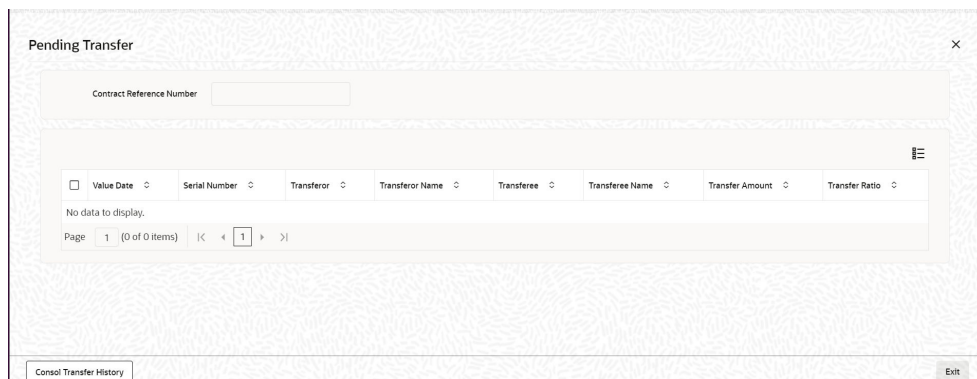 Pending Transfer
Contract Reference Number
Value Date Serial Number Transferor Transferor Name Transferee Transferee Name Transfer Amount Transfer Ratio
No data to display.
Page 1 (0 of 0 items) 1
Consol Transfer History Exit